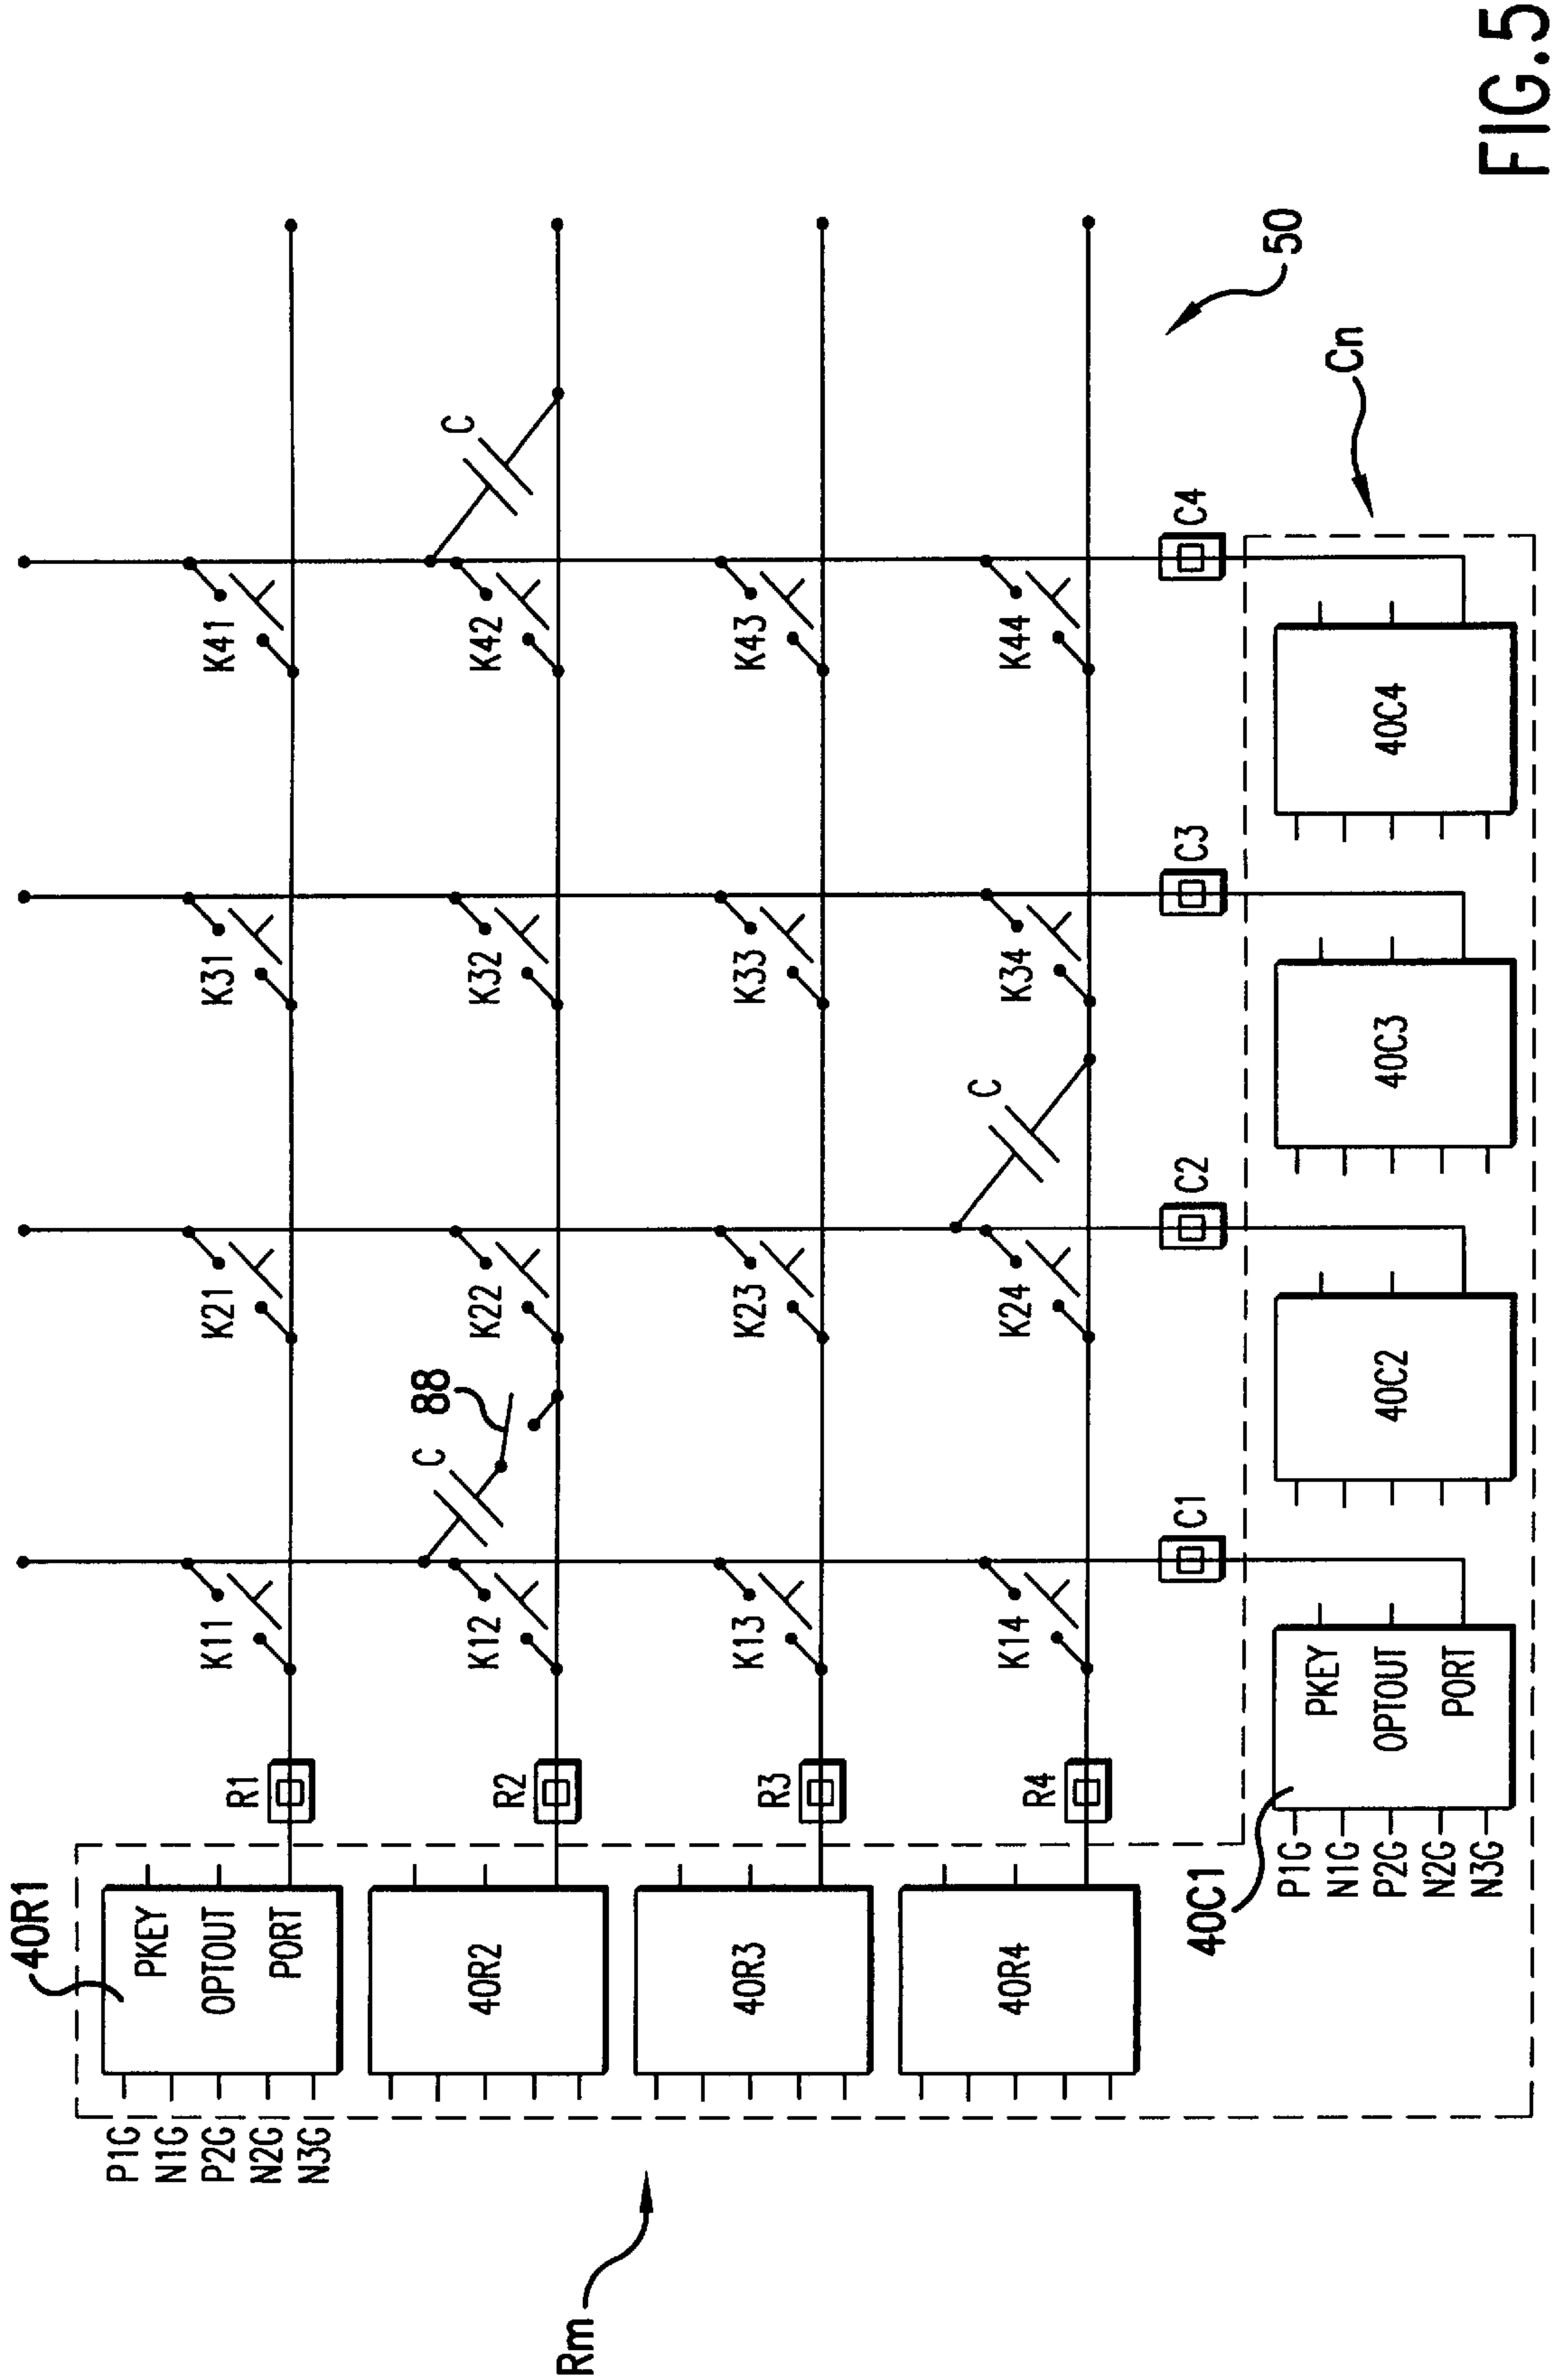 P1G
N1G
P2G
N2G
N3G
40R1
PKEY
OPTOUT
PORT
40R2
40R3
40R4
Rm
R1
R2
R3
R4
K11
K21
K31
K41
C
88
C
K12
K22
K32
K42
K13
K23
K33
K43
C
K14
K24
K34
K44
C1
C2
C3
C4
50
Cn
40C1
P1G
N1G
P2G
N2G
N3G
PKEY
OPTOUT
PORT
40C2
40C3
40C4
FIG.5